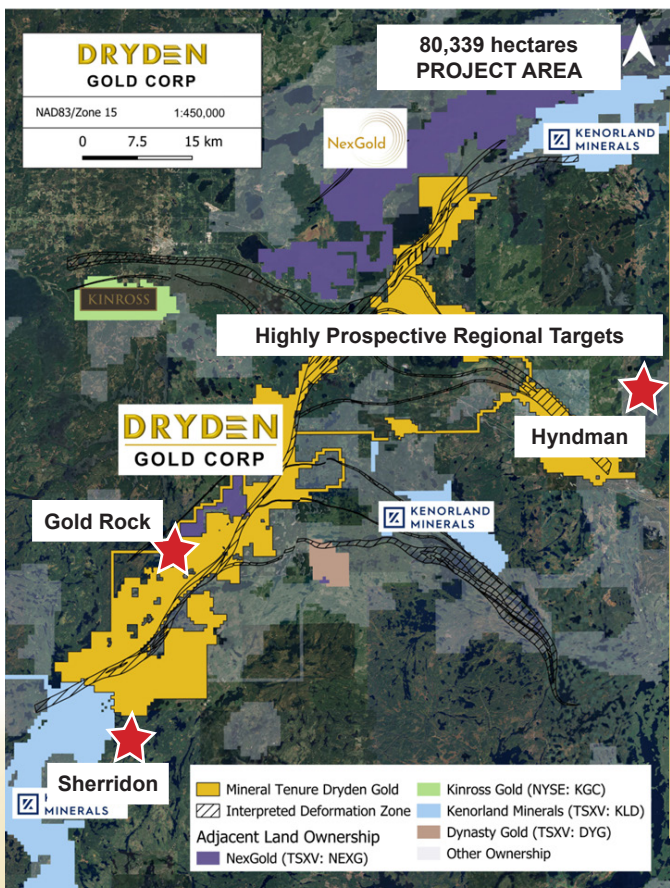 DRYDEN
GOLD CORP
NAD83/Zone 15 1:450,000
0 7.5 15 km
80,339 hectares
PROJECT AREA
NexGold
KENORLAND
MINERALS
KINROSS
Highly Prospective Regional Targets
DRYDEN
GOLD CORP
Hyndman
KENORLAND
MINERALS
Gold Rock
Sherridon
MINERALS
Mineral Tenure Dryden Gold
Interpreted Deformation Zone
Adjacent Land Ownership
NexGold (TSXV: NEXG)
Kinross Gold (NYSE: KGC)
Kenorland Minerals (TSXV: KLD)
Dynasty Gold (TSXV: DYG)
Other Ownership